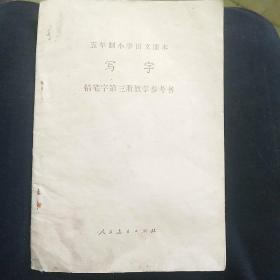 五年制小学语文课本
写字
铅笔字第三册教学参考书
人民教育出版社